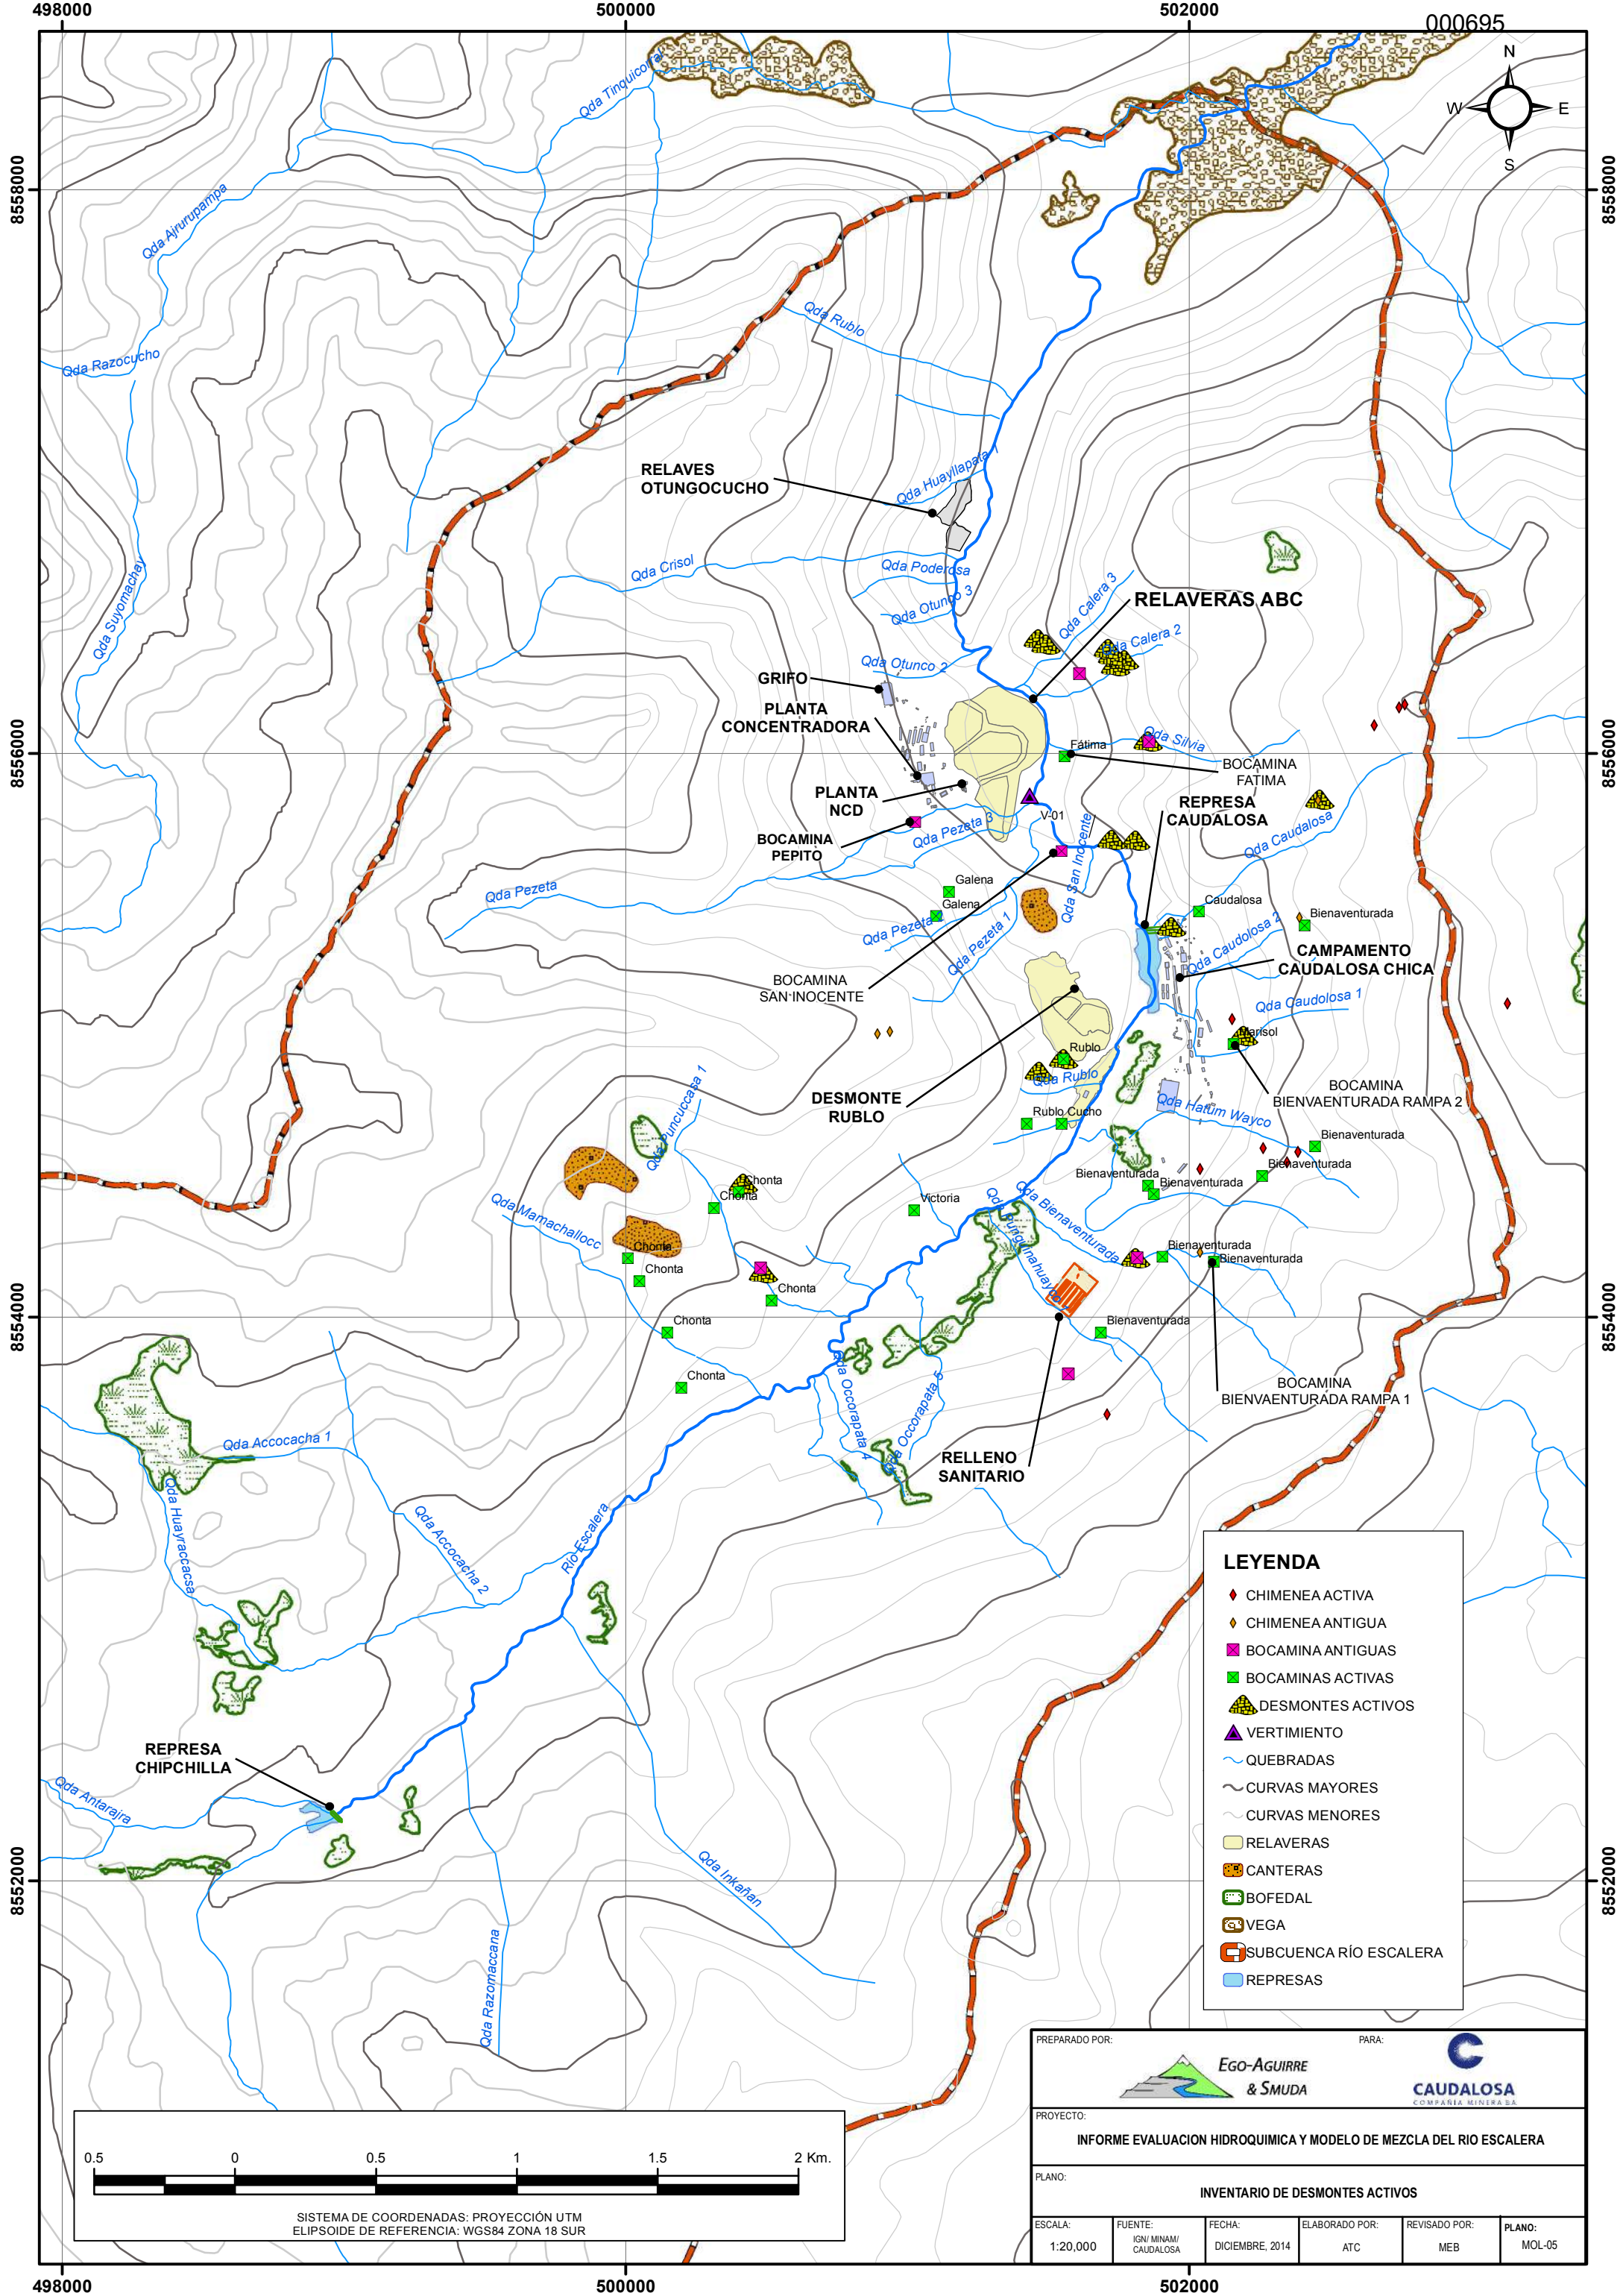 498000
500000
502000
000695
N
W
E
S
Qda Tinquicorral
8558000
8558000
Qda Ajrurupampa
Qda Rublo
Qda Razocucho
RELAVES
OTUNGOCUCHO
Qda Huayllapata 1
Qda Suyomachay
Qda Crisol
Qda Poderosa
Qda Otunco 3
Qda Calera 3
RELAVERAS ABC
Qda Calera 2
Qda Otunco 2
GRIFO
PLANTA
CONCENTRADORA
Qda Silvia
Fátima
8556000
8556000
BOCAMINA
FATIMA
PLANTA
NCD
REPRESA
CAUDALOSA
V-01
BOCAMINA
PEPITO
Qda Pezeta 3
Qda San Inocente
Qda Caudalosa
Qda Pezeta
Galena
Galena
Caudalosa
Bienaventurada
Qda Pezeta 2
Qda Pezeta 1
Qda Caudolosa 2
CAMPAMENTO
CAUDALOSA CHICA
BOCAMINA
SAN INOCENTE
Qda Caudolosa 1
Marisol
Rublo
Qda Rublo
DESMONTE
RUBLO
BOCAMINA
BIENVAENTURADA RAMPA 2
Qda Puncuccasa 1
Rublo Cucho
Qda Hatum Wayco
Bienaventurada
Bienaventurada
Bienaventurada
Bienaventurada
Chonta
Chonta
Victoria
Qda Mamachallocc
Qda Bienaventurada
Chonta
Bienaventurada
Bienaventurada
Chonta
Chonta
8554000
8554000
Chonta
Bienaventurada
Chonta
Qda Occorapata 4
Qda Occorapata 5
BOCAMINA
BIENVAENTURADA RAMPA 1
Qda Accocacha 1
RELLENO
SANITARIO
Qda Huayraccacsa
Qda Accocacha 2
Río Escalera
REPRESA
CHIPCHILLA
Qda Antarajra
8552000
8552000
Qda Inkañan
Qda Razomaccana
LEYENDA
CHIMENEA ACTIVA
CHIMENEA ANTIGUA
BOCAMINA ANTIGUAS
BOCAMINAS ACTIVAS
DESMONTES ACTIVOS
VERTIMIENTO
QUEBRADAS
CURVAS MAYORES
CURVAS MENORES
RELAVERAS
CANTERAS
BOFEDAL
VEGA
SUBCUENCA RÍO ESCALERA
REPRESAS
0.5 0 0.5 1 1.5 2 Km.
SISTEMA DE COORDENADAS: PROYECCIÓN UTM
ELIPSOIDE DE REFERENCIA: WGS84 ZONA 18 SUR
PREPARADO POR:
PARA:
EGO-AGUIRRE
& SMUDA
CAUDALOSA
COMPAÑIA MINERA S.A.
PROYECTO:
INFORME EVALUACION HIDROQUIMICA Y MODELO DE MEZCLA DEL RIO ESCALERA
PLANO:
INVENTARIO DE DESMONTES ACTIVOS
ESCALA:
1:20,000
FUENTE:
IGN/ MINAM/
CAUDALOSA
FECHA:
DICIEMBRE, 2014
ELABORADO POR:
ATC
REVISADO POR:
MEB
PLANO:
MOL-05
498000
500000
502000